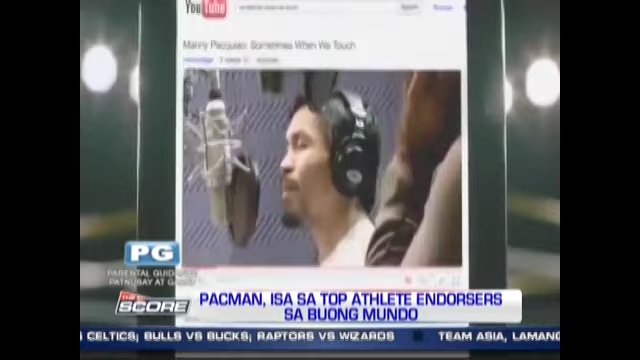 YouTube
Manny Pacquiao: Sometimes When We Touch
PG
PARENTAL GUIDANCE
PATNUBAY AT GABAY
THE SCORE
PACMAN, ISA SA TOP ATHLETE ENDORSERS
SA BUONG MUNDO
CELTICS; BULLS VS BUCKS; RAPTORS VS WIZARDS TEAM ASIA, LAMANG